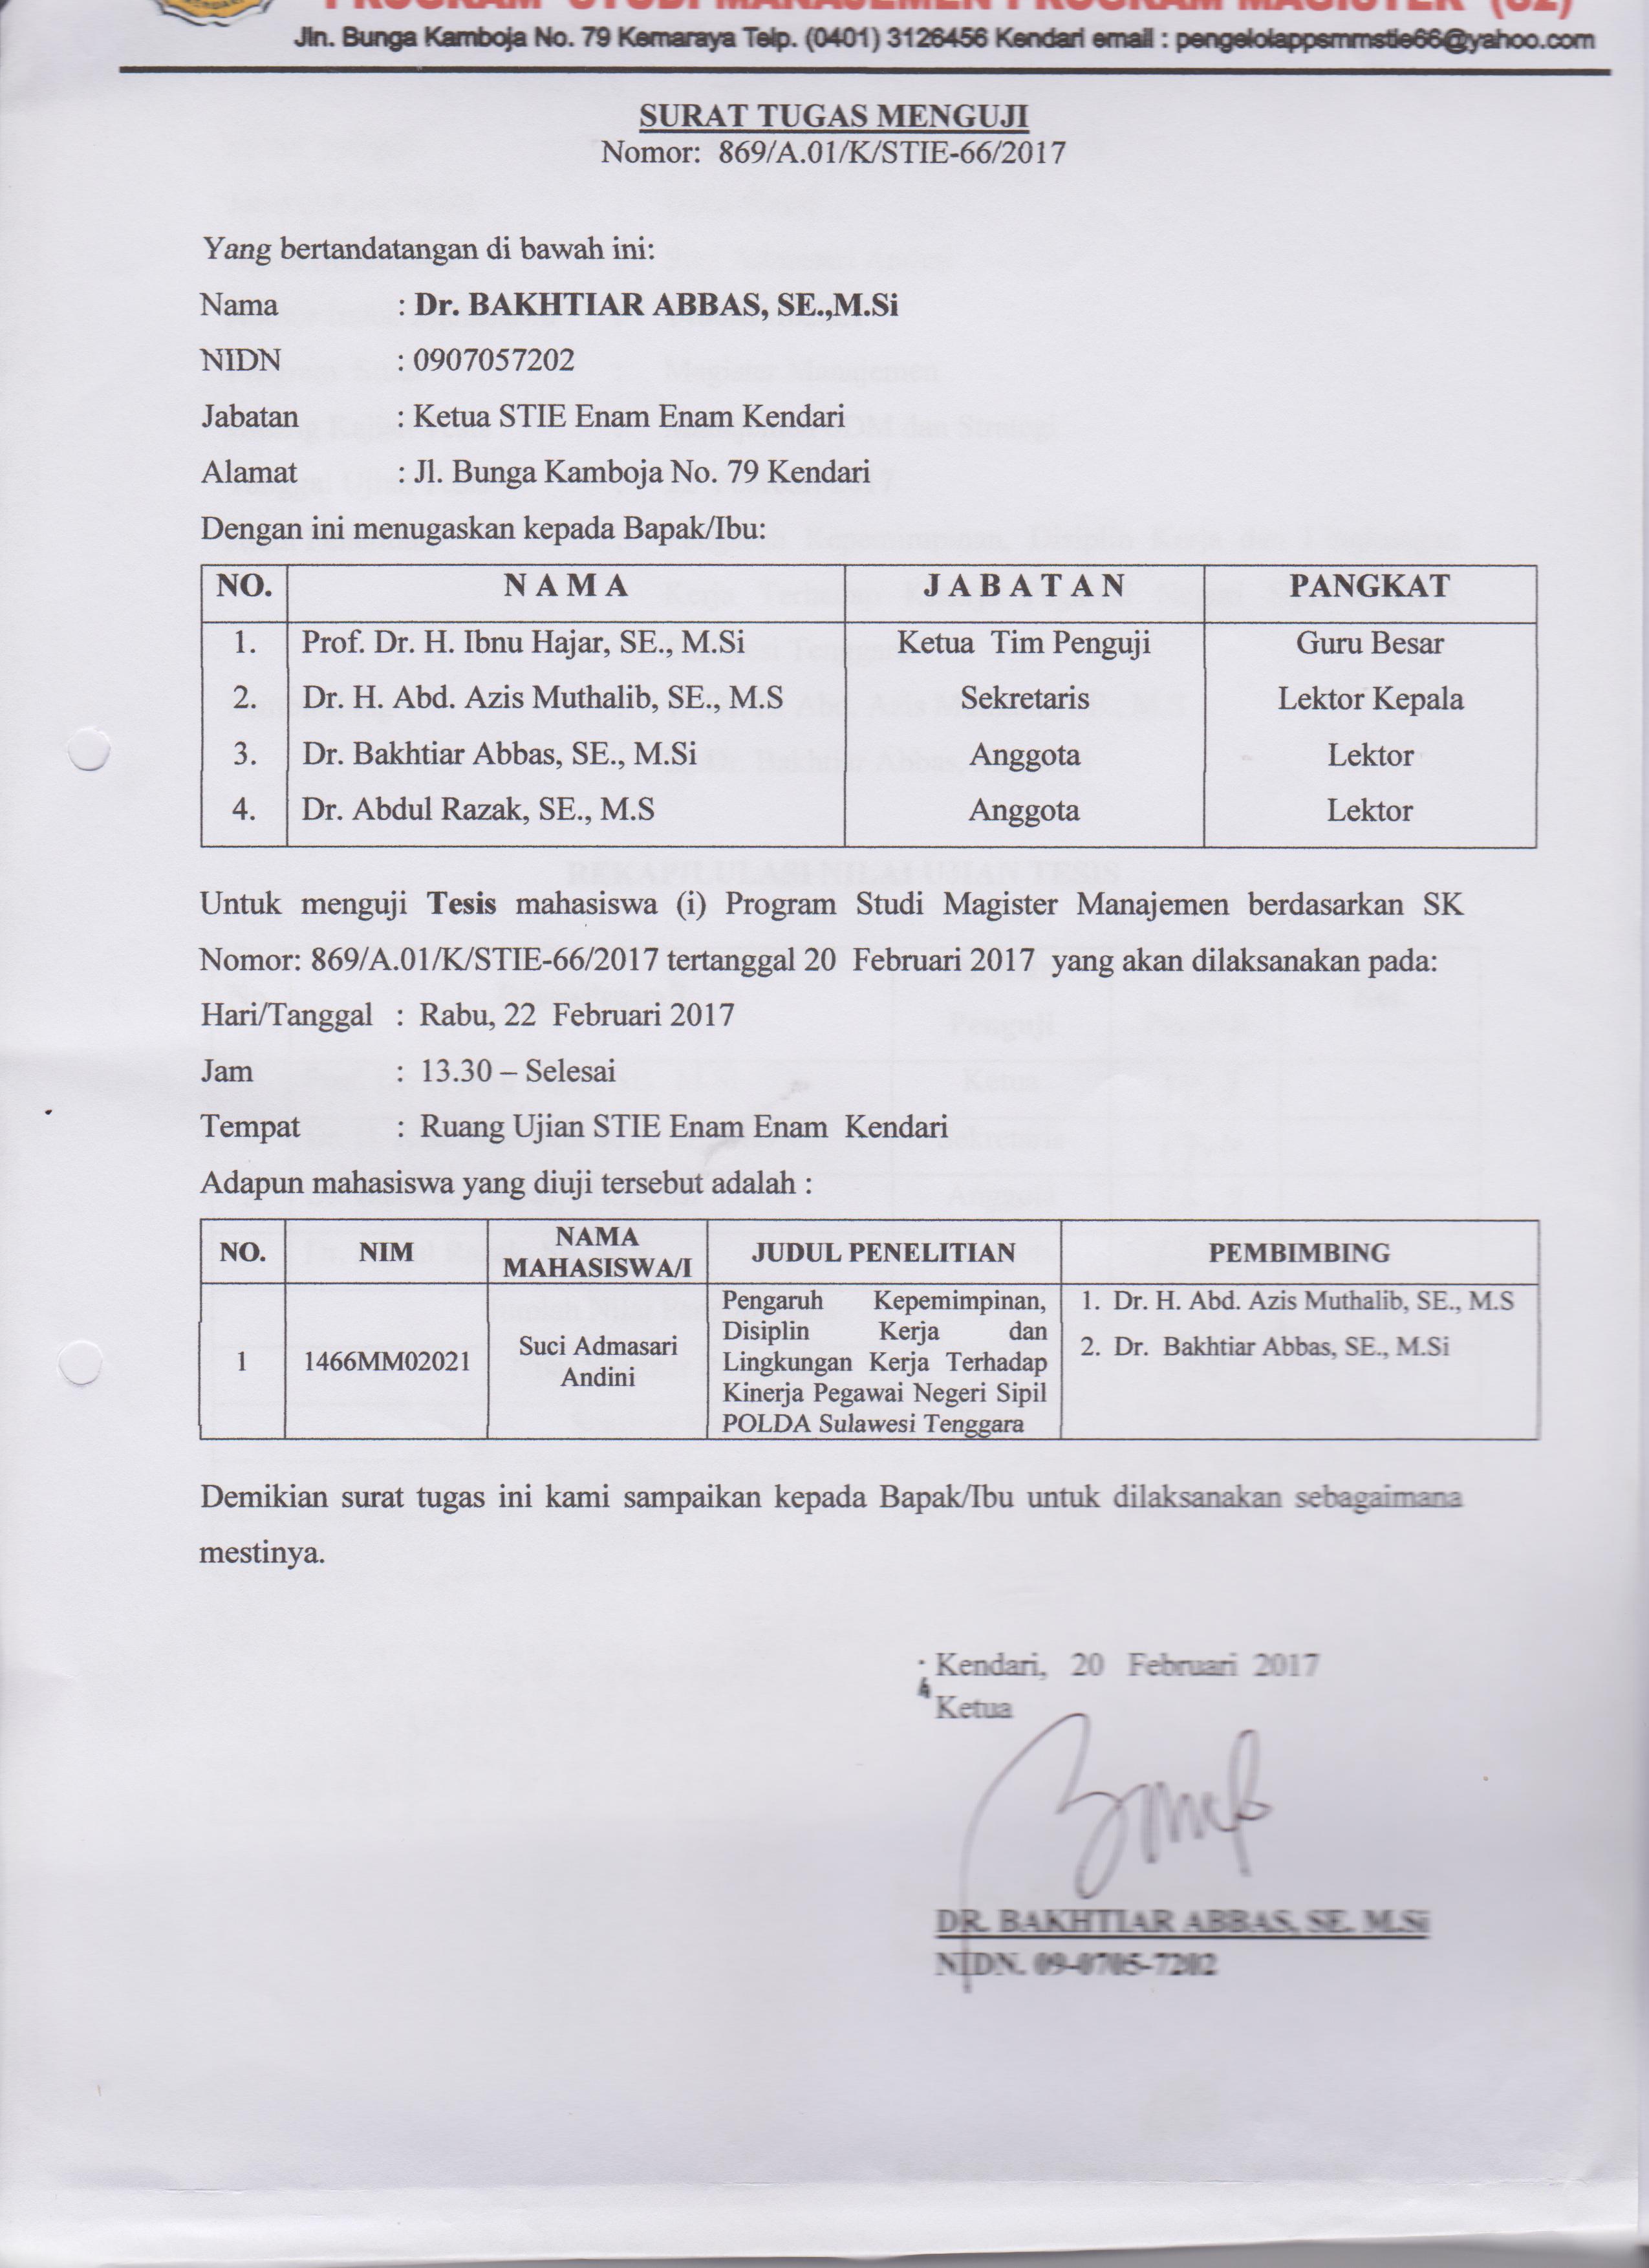 PROGRAM STUDI MANAJEMEN PROGRAM MAGISTER (S2)
Jln. Bunga Kamboja No. 79 Kemaraya Telp. (0401) 3126456 Kendari email : pengelolappsmmstie66@yahoo.com
SURAT TUGAS MENGUJI
Nomor: 869/A.01/K/STIE-66/2017
Yang bertandatangan di bawah ini:
Nama : Dr. BAKHTIAR ABBAS, SE.,M.Si
NIDN : 0907057202
Jabatan : Ketua STIE Enam Enam Kendari
Alamat : Jl. Bunga Kamboja No. 79 Kendari
Dengan ini menugaskan kepada Bapak/Ibu:
NO. N A M A J A B A T A N PANGKAT
1. Prof. Dr. H. Ibnu Hajar, SE., M.Si Ketua Tim Penguji Guru Besar
2. Dr. H. Abd. Azis Muthalib, SE., M.S Sekretaris Lektor Kepala
3. Dr. Bakhtiar Abbas, SE., M.Si Anggota Lektor
4. Dr. Abdul Razak, SE., M.S Anggota Lektor
Untuk menguji Tesis mahasiswa (i) Program Studi Magister Manajemen berdasarkan SK
Nomor: 869/A.01/K/STIE-66/2017 tertanggal 20 Februari 2017 yang akan dilaksanakan pada:
Hari/Tanggal : Rabu, 22 Februari 2017
Jam : 13.30 – Selesai
Tempat : Ruang Ujian STIE Enam Enam Kendari
Adapun mahasiswa yang diuji tersebut adalah :
NO. NIM NAMA MAHASISWA/I JUDUL PENELITIAN PEMBIMBING
1 1466MM02021 Suci Admasari Andini
Pengaruh Kepemimpinan,
Disiplin Kerja dan
Lingkungan Kerja Terhadap
Kinerja Pegawai Negeri Sipil
POLDA Sulawesi Tenggara
1. Dr. H. Abd. Azis Muthalib, SE., M.S
2. Dr. Bakhtiar Abbas, SE., M.Si
Demikian surat tugas ini kami sampaikan kepada Bapak/Ibu untuk dilaksanakan sebagaimana
mestinya.
Kendari, 20 Februari 2017
Ketua
DR. BAKHTIAR ABBAS, SE. M.Si
NIDN. 09-0705-7202